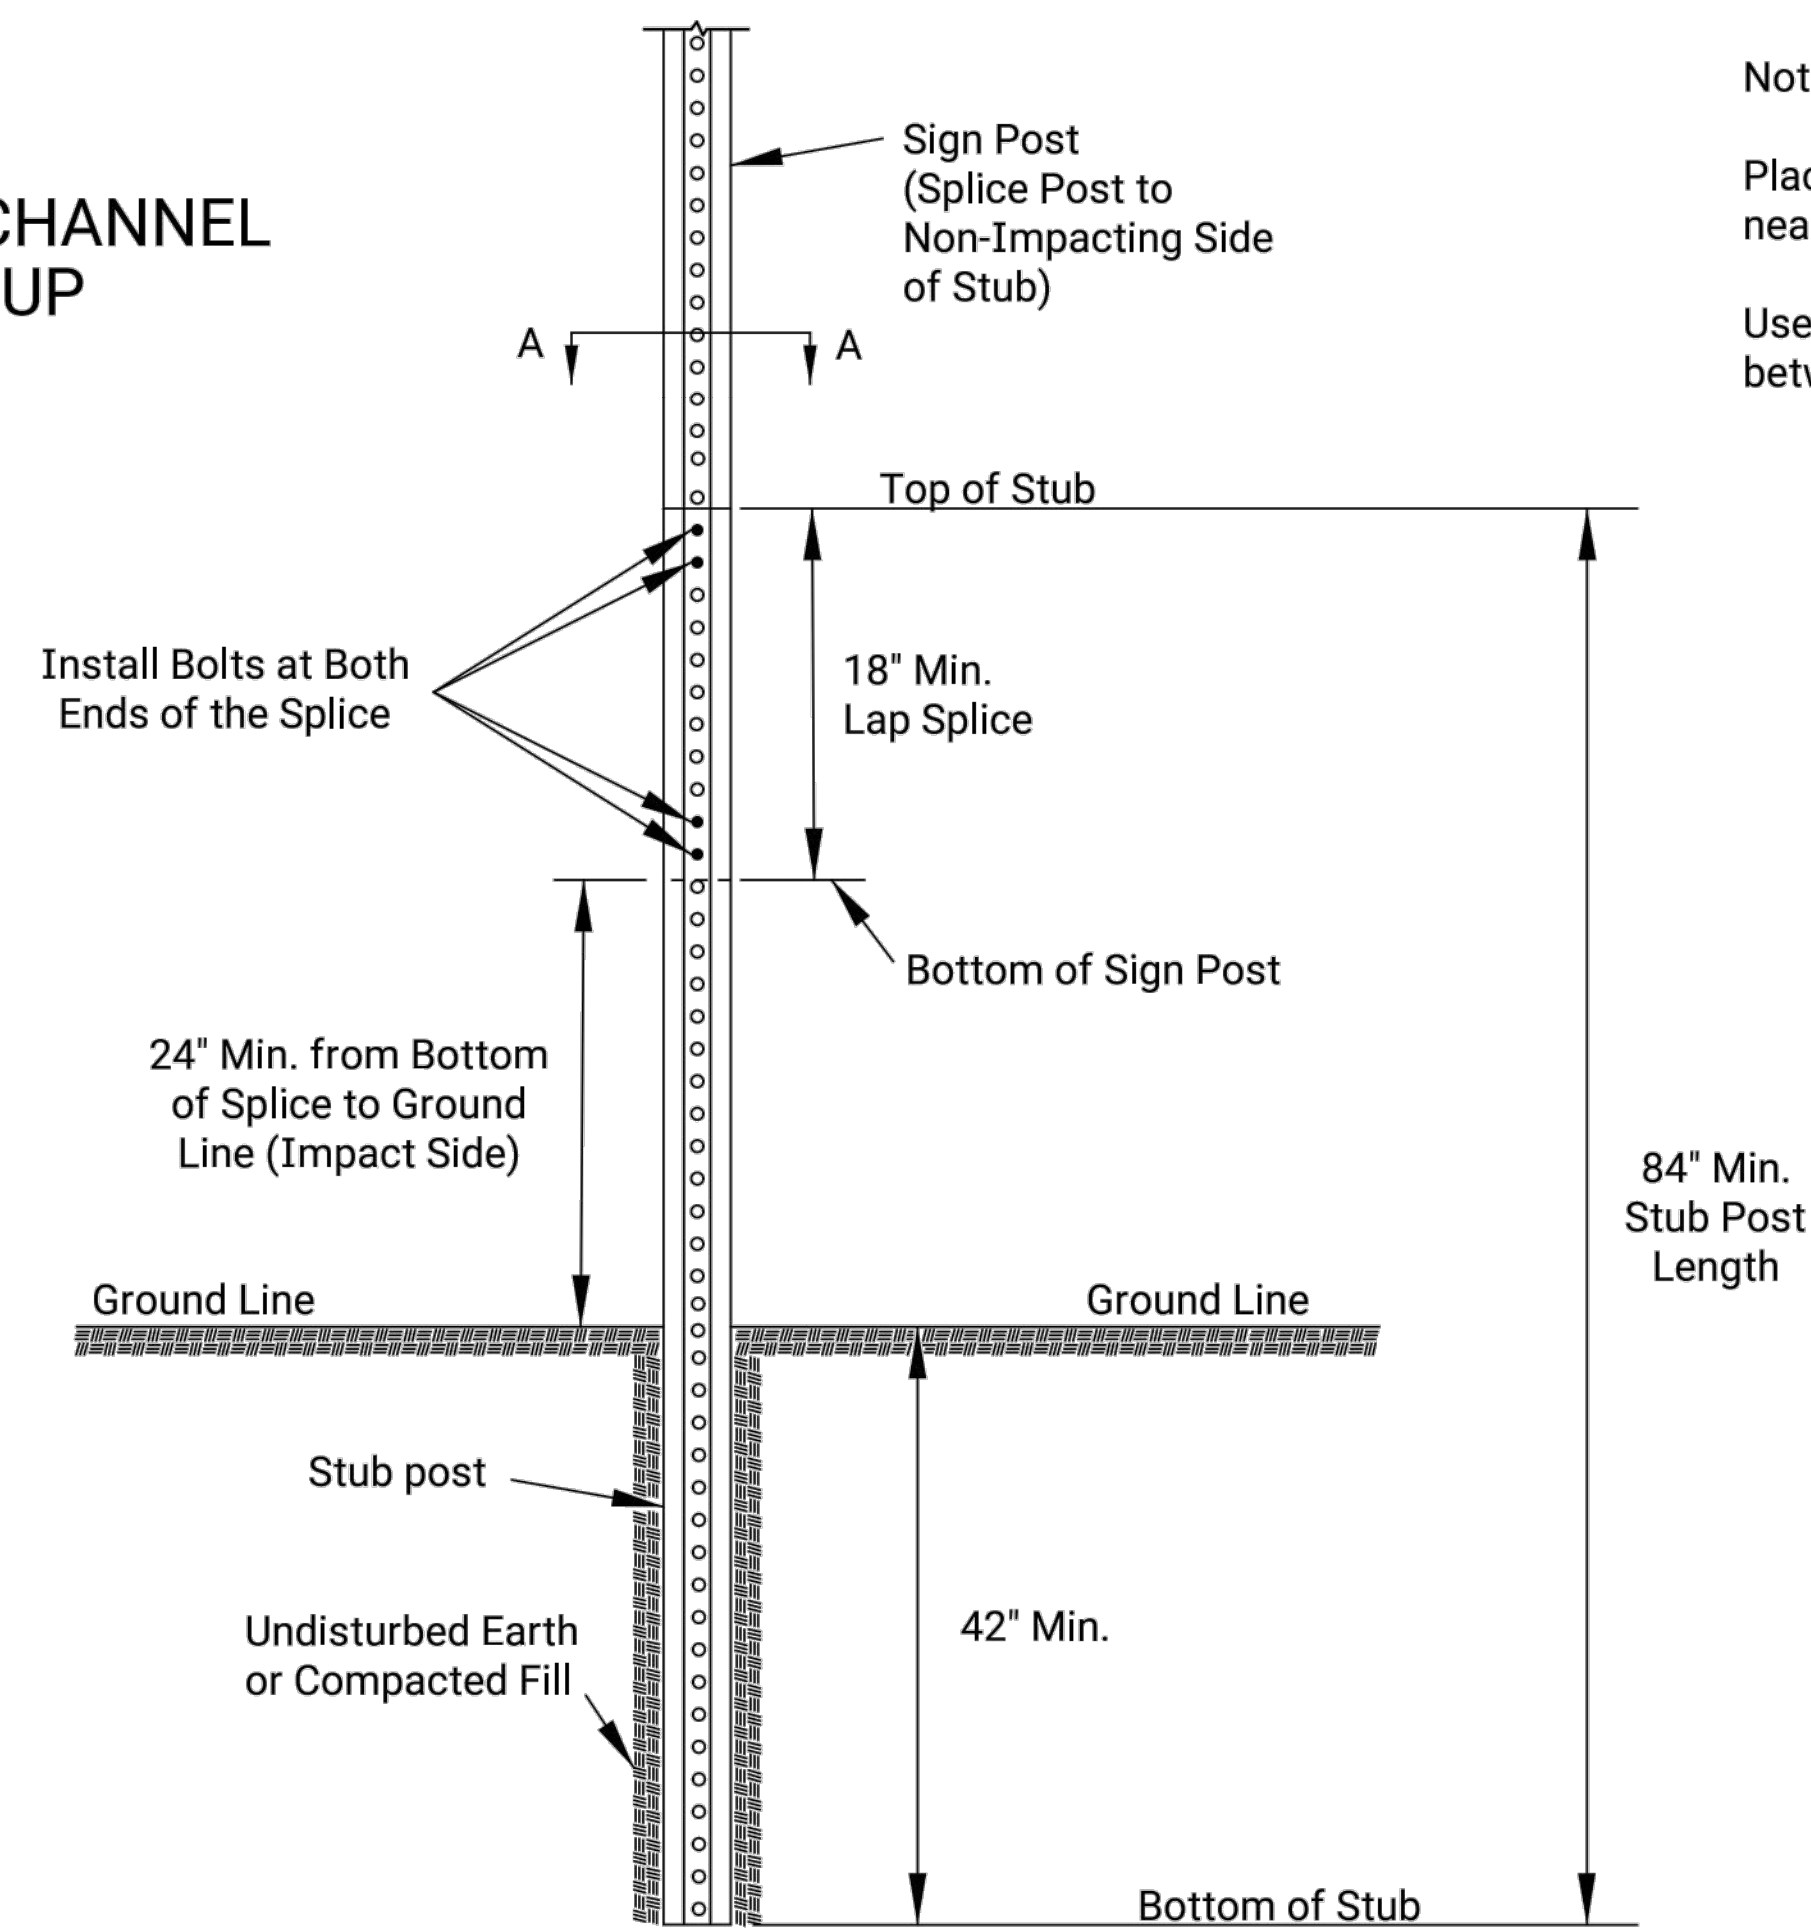 CHANNEL
UP
Sign Post
(Splice Post to
Non-Impacting Side
of Stub)
A
A
Top of Stub
Install Bolts at Both
Ends of the Splice
18" Min.
Lap Splice
Bottom of Sign Post
24" Min. from Bottom
of Splice to Ground
Line (Impact Side)
84" Min.
Stub Post
Length
Ground Line
Ground Line
Stub post
Undisturbed Earth
or Compacted Fill
42" Min.
Bottom of Stub
Use